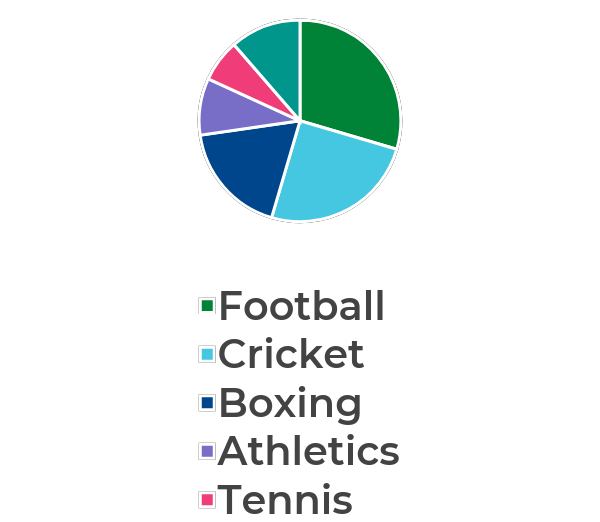 Football
Cricket
Boxing
Athletics
Tennis